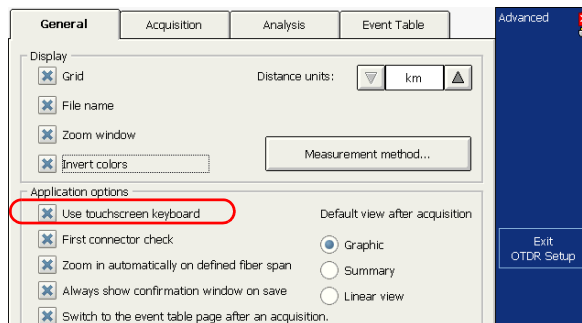 General Acquisition Analysis Event Table Advanced
Display
Grid Distance units: km
File name
Zoom window
Invert colors Measurement method...
Application options
Use touchscreen keyboard Default view after acquisition
First connector check Graphic
Zoom in automatically on defined fiber span Summary
Always show confirmation window on save Linear view
Switch to the event table page after an acquisition.
Exit
OTDR Setup